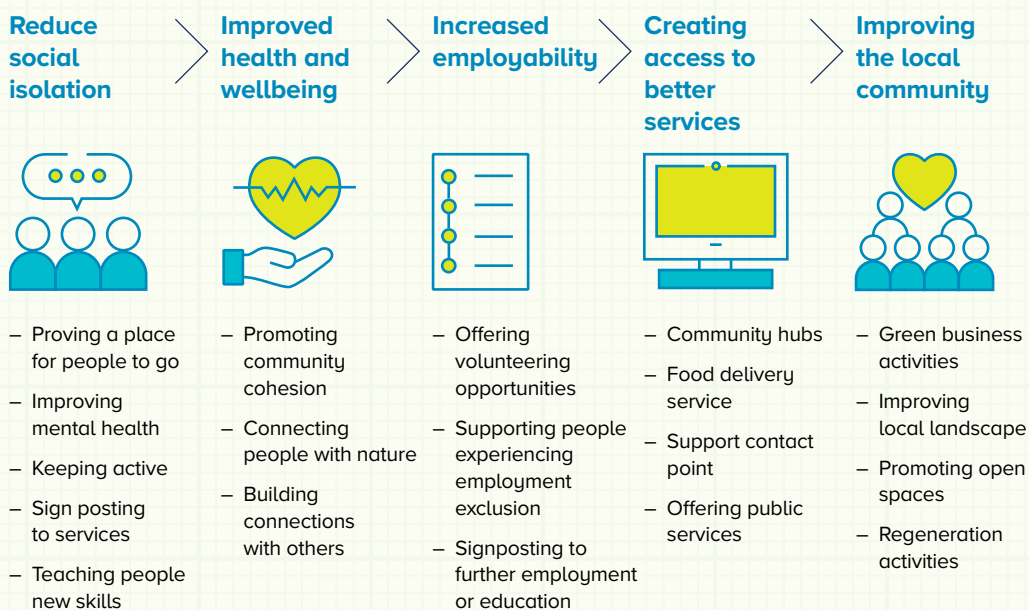 Reduce
social
isolation
Improved
health and
wellbeing
Increased
employability
Creating
access to
better
services
Improving
the local
community
– Proving a place
for people to go
– Improving
mental health
– Keeping active
– Sign posting
to services
– Teaching people
new skills
– Promoting
community
cohesion
– Connecting
people with nature
– Building
connections
with others
– Offering
volunteering
opportunities
– Supporting people
experiencing
employment
exclusion
– Signposting to
further employment
or education
– Community hubs
– Food delivery
service
– Support contact
point
– Offering public
services
– Green business
activities
– Improving
local landscape
– Promoting open
spaces
– Regeneration
activities